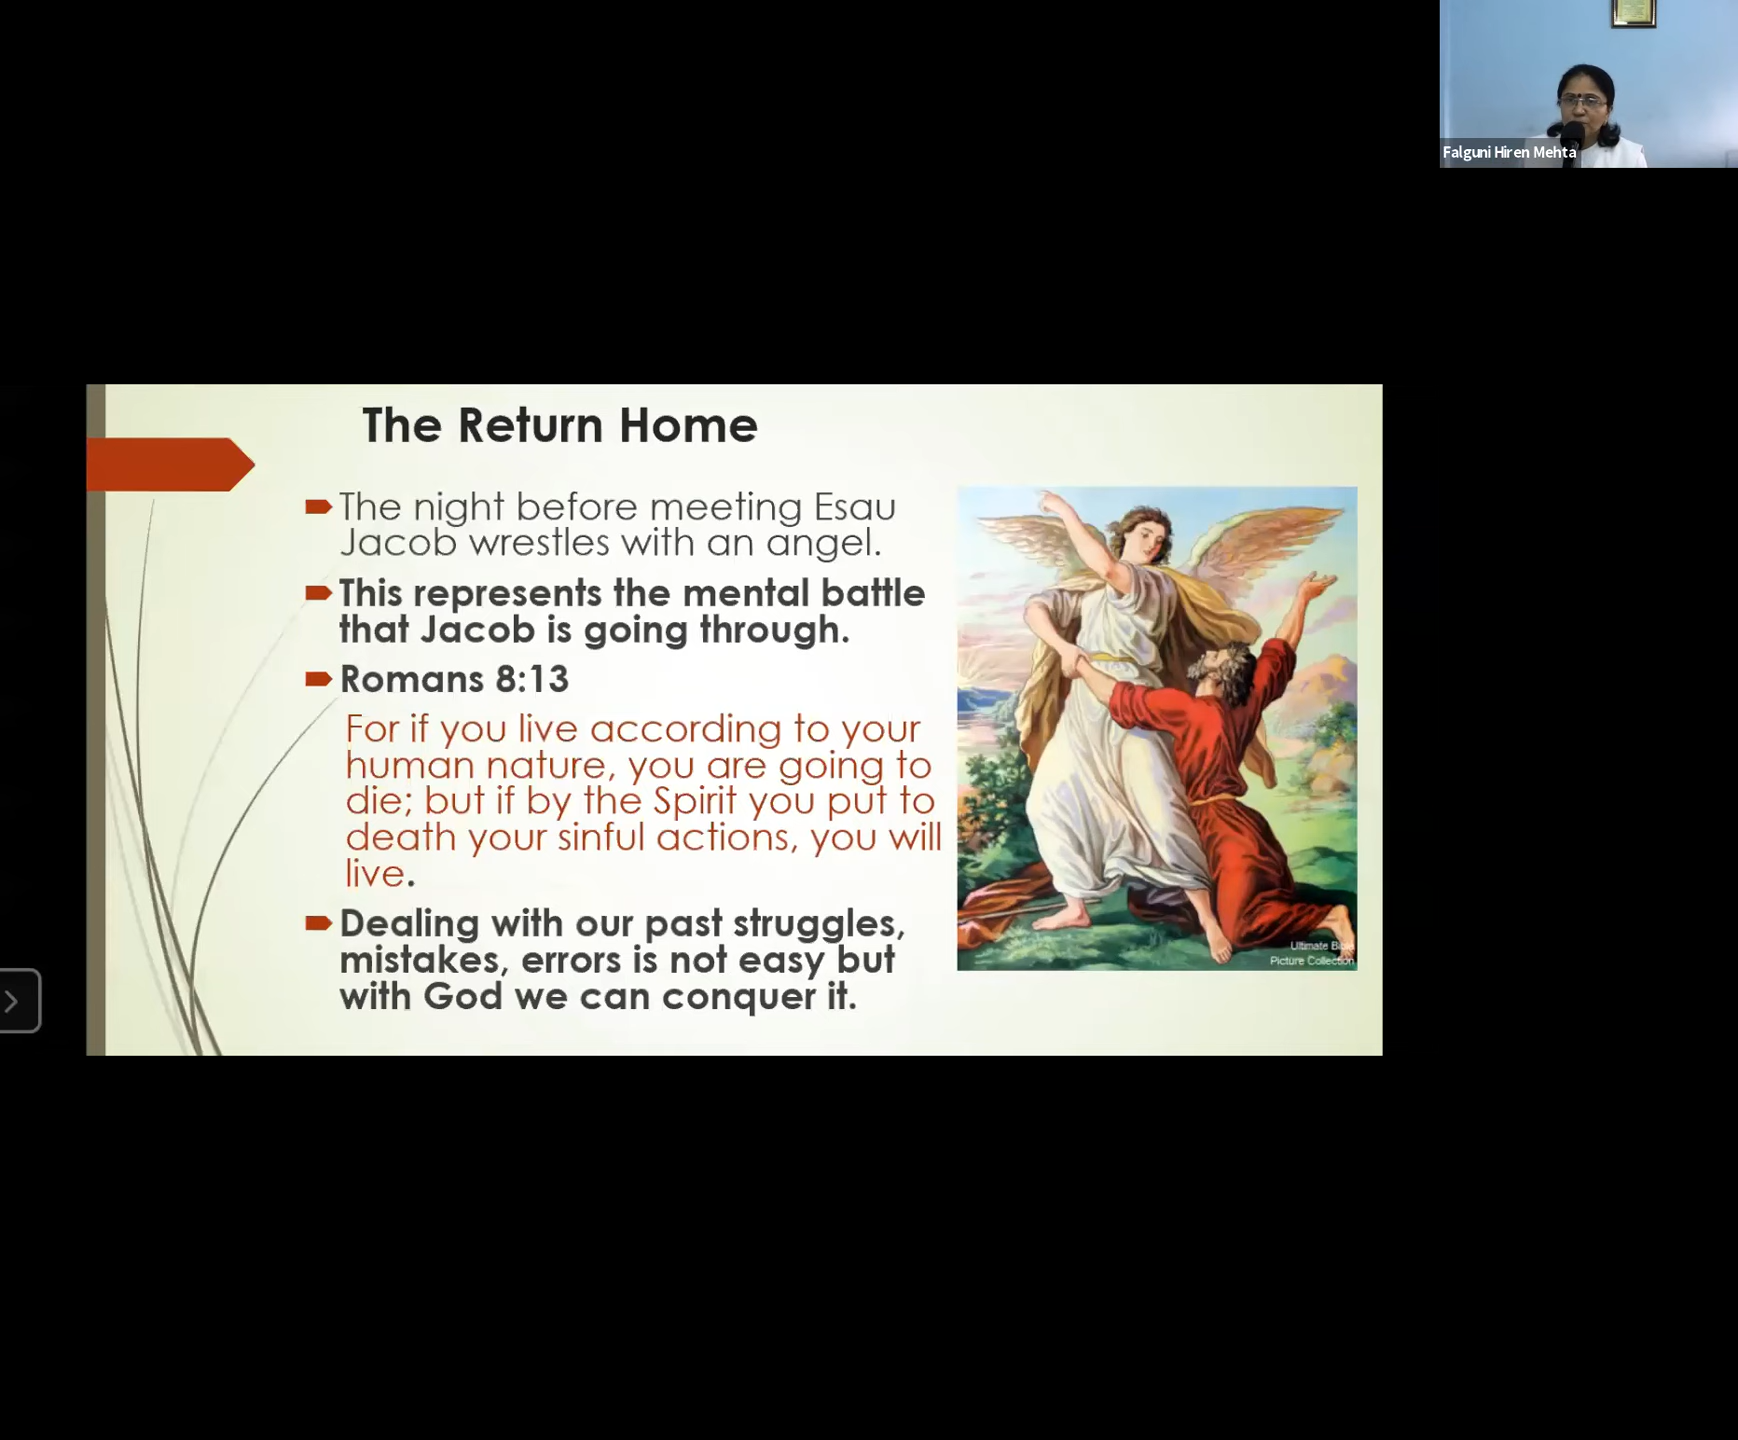 Falguni Hiren Mehta
The Return Home
The night before meeting Esau
Jacob wrestles with an angel.
This represents the mental battle
that Jacob is going through.
Romans 8:13
For if you live according to your
human nature, you are going to
die; but if by the Spirit you put to
death your sinful actions, you will
live.
Dealing with our past struggles,
mistakes, errors is not easy but
with God we can conquer it.
Ultimate Bible
Picture Collection